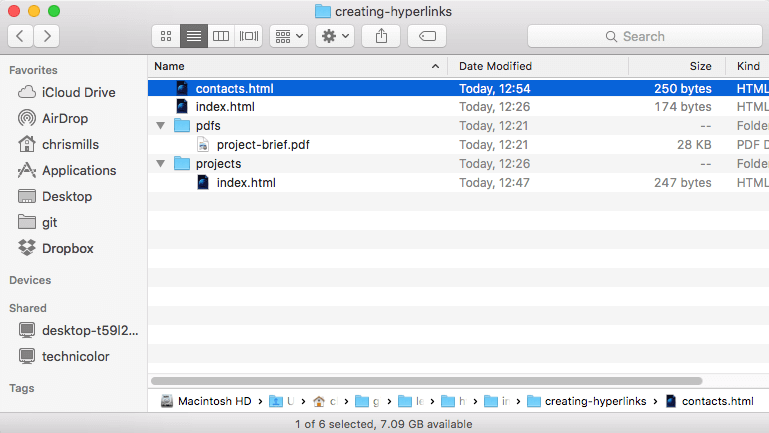 creating-hyperlinks
Search
Favorites
iCloud Drive
AirDrop
chrismills
Applications
Desktop
git
Dropbox
Devices
Shared
desktop-t59l2...
technicolor
Tags
Name Date Modified Size Kind
contacts.html Today, 12:54 250 bytes HTML
index.html Today, 12:26 174 bytes HTML
pdfs Today, 12:21 -- Folder
project-brief.pdf Today, 12:21 28 KB PDF D
projects Today, 12:26 -- Folder
index.html Today, 12:47 247 bytes HTML
Macintosh HD › U › c › g › le › h › in › creating-hyperlinks › contacts.html
1 of 6 selected, 7.09 GB available